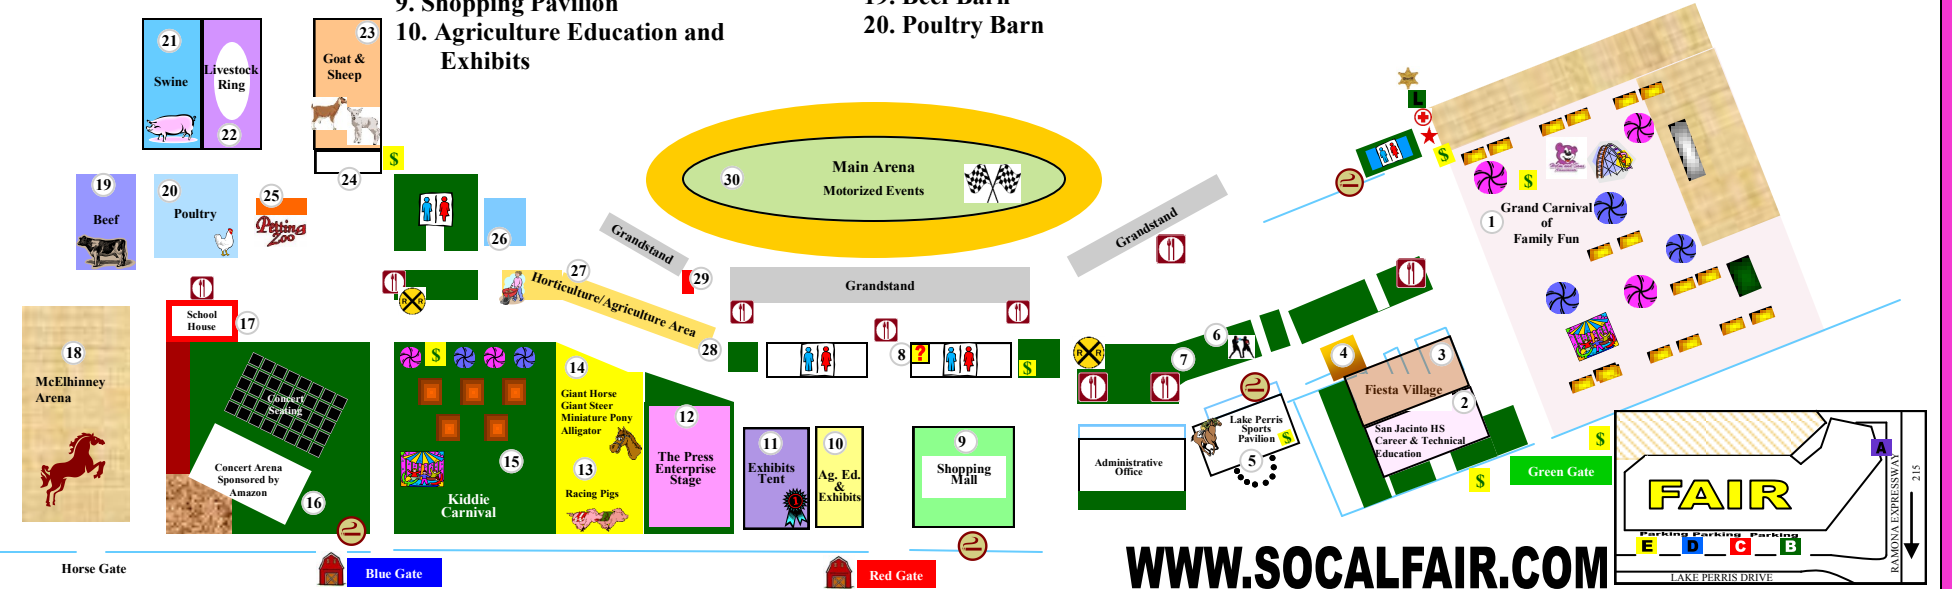 9. Shopping Pavilion
10. Agriculture Education and
Exhibits
19. Beef Barn
20. Poultry Barn
21
Swine
Livestock
Ring
22
23
Goat &
Sheep
24
$
19
Beef
20
Poultry
25
Petting
Zoo
26
27
Horticulture/Agriculture Area
28
29
Grandstand
30
Main Arena
Motorized Events
Grandstand
Grandstand
L
$
$
1
Grand Carnival
of
Family Fun
School
House
17
18
McElhinney
Arena
Concert
Seating
Concert Arena
Sponsored by
Amazon
16
R R
$
15
Kiddie
Carnival
14
Giant Horse
Giant Steer
Miniature Pony
Alligator
13
Racing Pigs
12
The Press
Enterprise
Stage
11
Exhibits
Tent
10
Ag. Ed.
&
Exhibits
8
?
$
9
Shopping
Mall
R R
7
6
Administrative
Office
Lake Perris
Sports
Pavilion
$
5
4
3
Fiesta Village
2
San Jacinto HS
Career & Technical
Education
$
$
Green Gate
Horse Gate
Blue Gate
Red Gate
WWW.SOCALFAIR.COM
FAIR
A
Parking Parking Parking
E
D
C
B
LAKE PERRIS DRIVE
RAMONA EXPRESSWAY
215